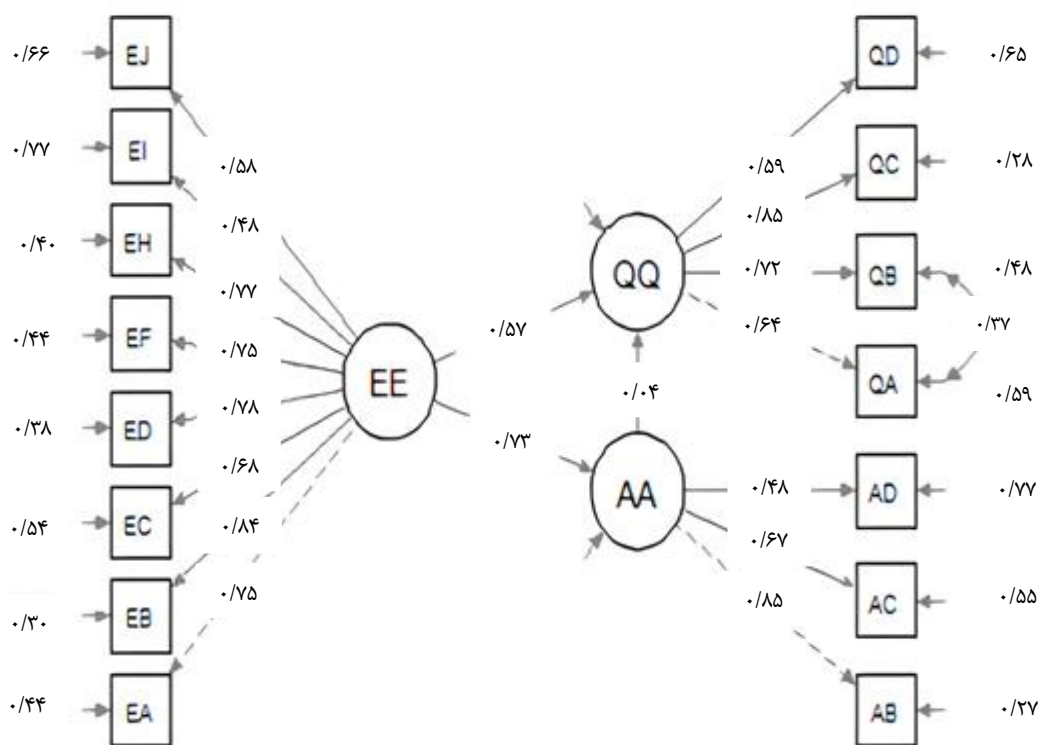 ۰/۶۶ EJ
۰/۷۷ EI
۰/۴۰ EH
۰/۴۴ EF
۰/۳۸ ED
۰/۵۴ EC
۰/۳۰ EB
۰/۴۴ EA
۰/۵۸
۰/۴۸
۰/۷۷
۰/۷۵
۰/۷۸
۰/۶۸
۰/۸۴
۰/۷۵
EE
۰/۵۷
۰/۷۳
QQ
۰/۰۴
AA
۰/۵۹
۰/۸۵
۰/۷۲
۰/۶۴
۰/۴۸
۰/۶۷
۰/۸۵
QD ۰/۶۵
QC ۰/۲۸
QB ۰/۴۸
۰/۳۷
QA ۰/۵۹
AD ۰/۷۷
AC ۰/۵۵
AB ۰/۲۷